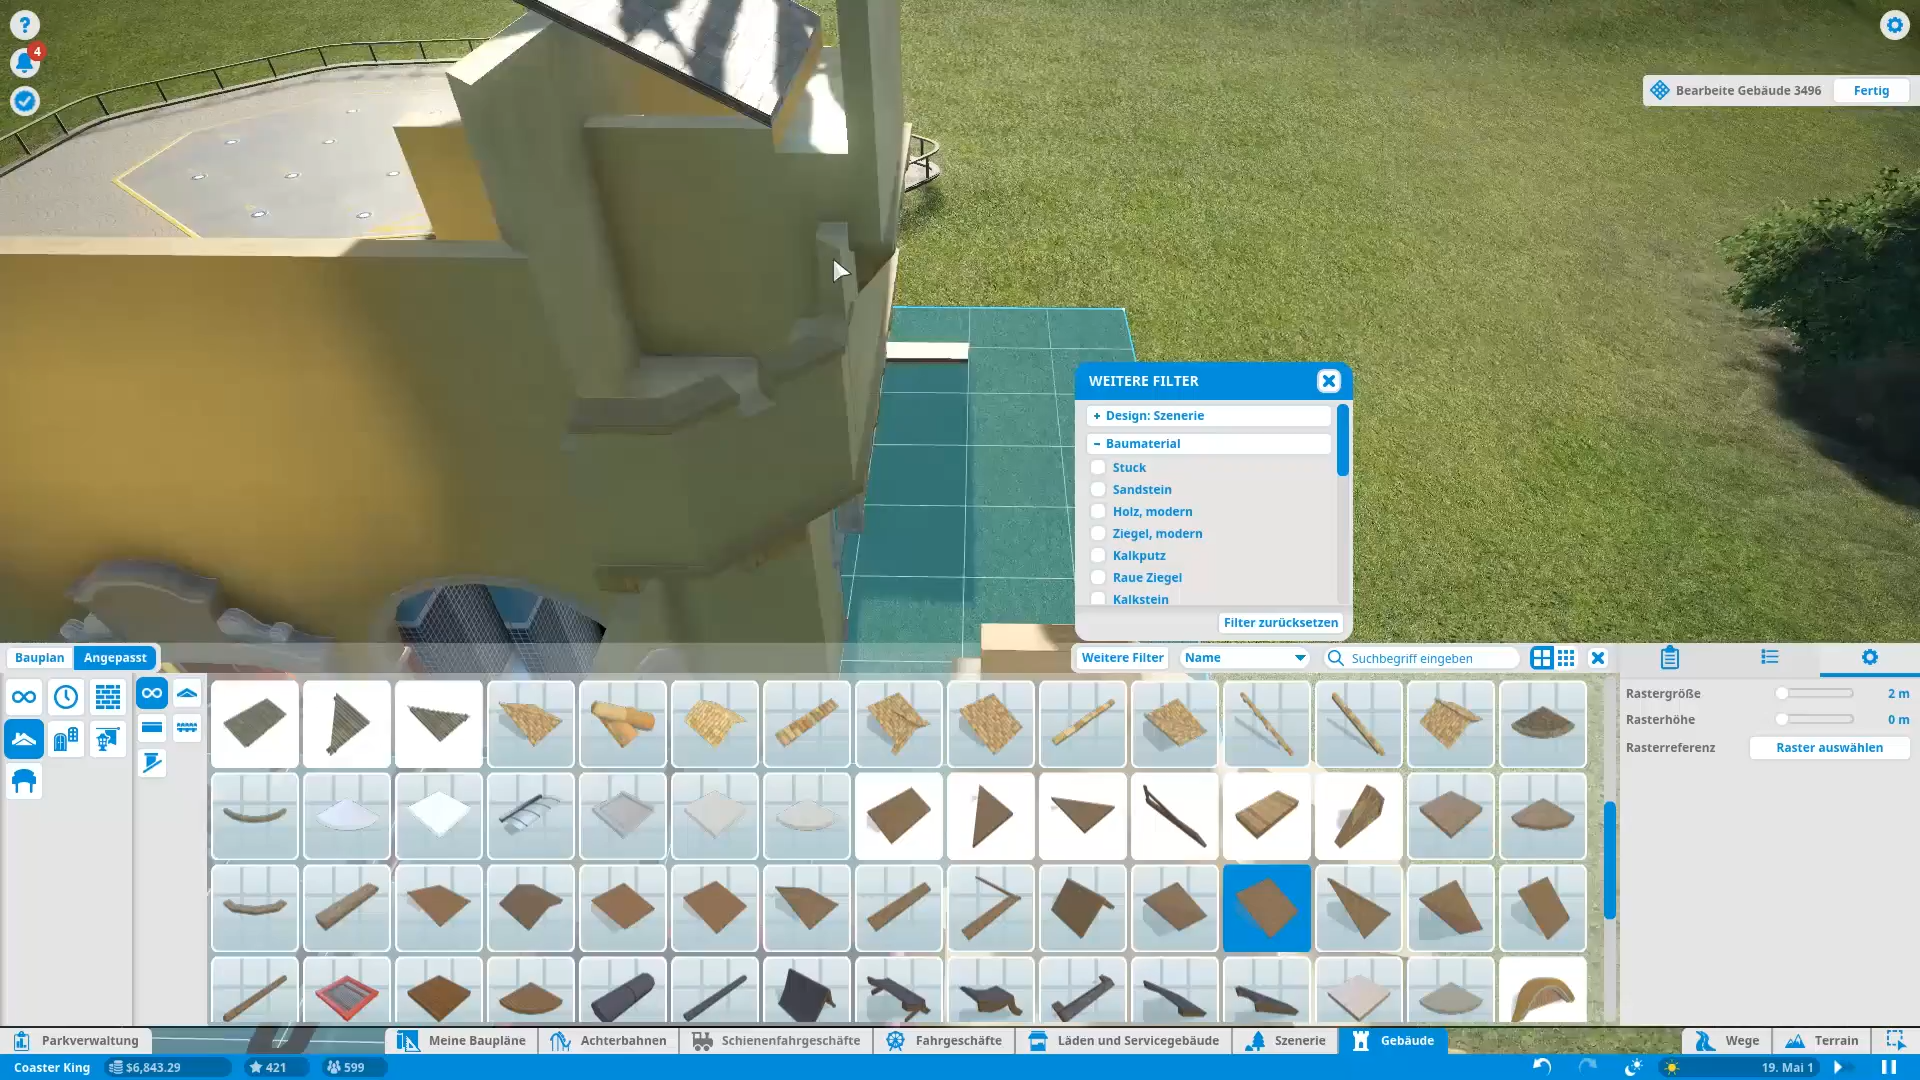 ?
4
Bearbeite Gebäude 3496
Fertig
WEITERE FILTER
+ Design: Szenerie
− Baumaterial
Stuck
Sandstein
Holz, modern
Ziegel, modern
Kalkputz
Raue Ziegel
Kalkstein
Filter zurücksetzen
Bauplan
Angepasst
Weitere Filter
Name
Suchbegriff eingeben
Rastergröße
2 m
Rasterhöhe
0 m
Rasterreferenz
Raster auswählen
Parkverwaltung
Meine Baupläne
Achterbahnen
Schienenfahrgeschäfte
Fahrgeschäfte
Läden und Servicegebäude
Szenerie
Gebäude
Wege
Terrain
Coaster King
$6,843.29
421
599
19. Mai 1